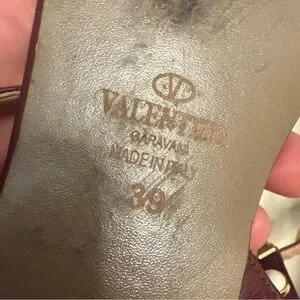 V
VALENTINO
GARAVANI
MADE IN ITALY
39